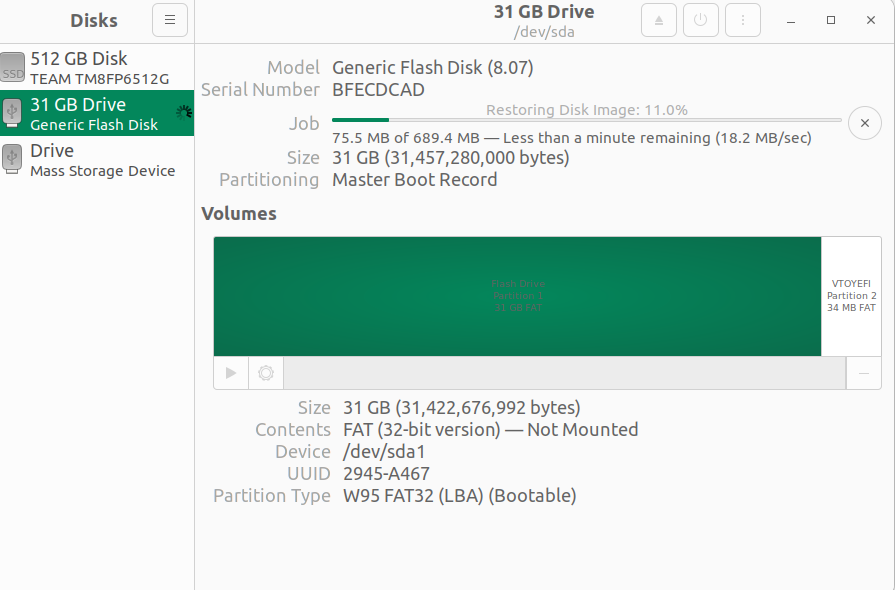 Disks
31 GB Drive
/dev/sda
512 GB Disk
TEAM TM8FP6512G
31 GB Drive
Generic Flash Disk
Drive
Mass Storage Device
SSD
Model Generic Flash Disk (8.07)
Serial Number BFECDCAD
Restoring Disk Image: 11.0%
Job
75.5 MB of 689.4 MB — Less than a minute remaining (18.2 MB/sec)
Size 31 GB (31,457,280,000 bytes)
Partitioning Master Boot Record
Volumes
Flash Drive
Partition 1
31 GB FAT
VTOYEFI
Partition 2
34 MB FAT
Size 31 GB (31,422,676,992 bytes)
Contents FAT (32-bit version) — Not Mounted
Device /dev/sda1
UUID 2945-A467
Partition Type W95 FAT32 (LBA) (Bootable)